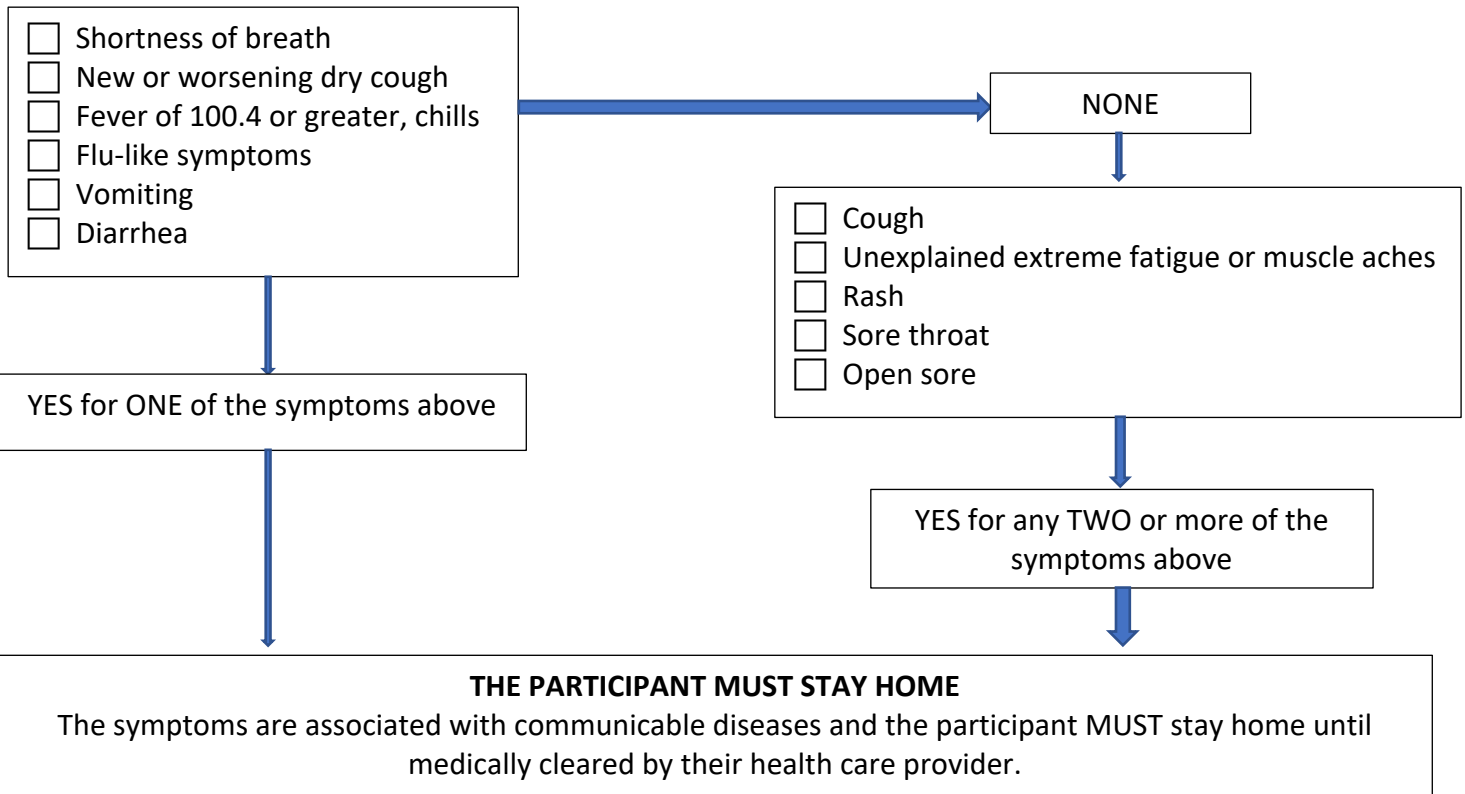 Shortness of breath
New or worsening dry cough
Fever of 100.4 or greater, chills
Flu-like symptoms
Vomiting
Diarrhea
NONE
Cough
Unexplained extreme fatigue or muscle aches
Rash
Sore throat
Open sore
YES for ONE of the symptoms above
YES for any TWO or more of the
symptoms above
THE PARTICIPANT MUST STAY HOME
The symptoms are associated with communicable diseases and the participant MUST stay home until
medically cleared by their health care provider.